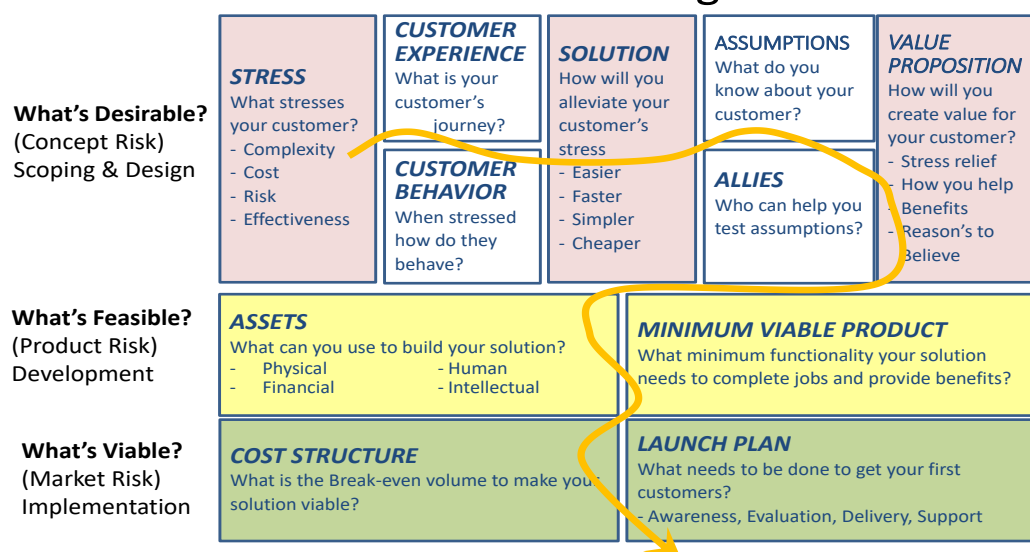 What's Desirable?
(Concept Risk)
Scoping & Design
STRESS
What stresses
your customer?
- Complexity
- Cost
- Risk
- Effectiveness
CUSTOMER
EXPERIENCE
What is your
customer's
journey?
CUSTOMER
BEHAVIOR
When stressed
how do they
behave?
SOLUTION
How will you
alleviate your
customer's
stress
- Easier
- Faster
- Simpler
- Cheaper
ASSUMPTIONS
What do you
know about your
customer?
ALLIES
Who can help you
test assumptions?
VALUE
PROPOSITION
How will you
create value for
your customer?
- Stress relief
- How you help
- Benefits
- Reason's to
Believe
What's Feasible?
(Product Risk)
Development
ASSETS
What can you use to build your solution?
- Physical - Human
- Financial - Intellectual
MINIMUM VIABLE PRODUCT
What minimum functionality your solution
needs to complete jobs and provide benefits?
What's Viable?
(Market Risk)
Implementation
COST STRUCTURE
What is the Break-even volume to make your
solution viable?
LAUNCH PLAN
What needs to be done to get your first
customers?
- Awareness, Evaluation, Delivery, Support